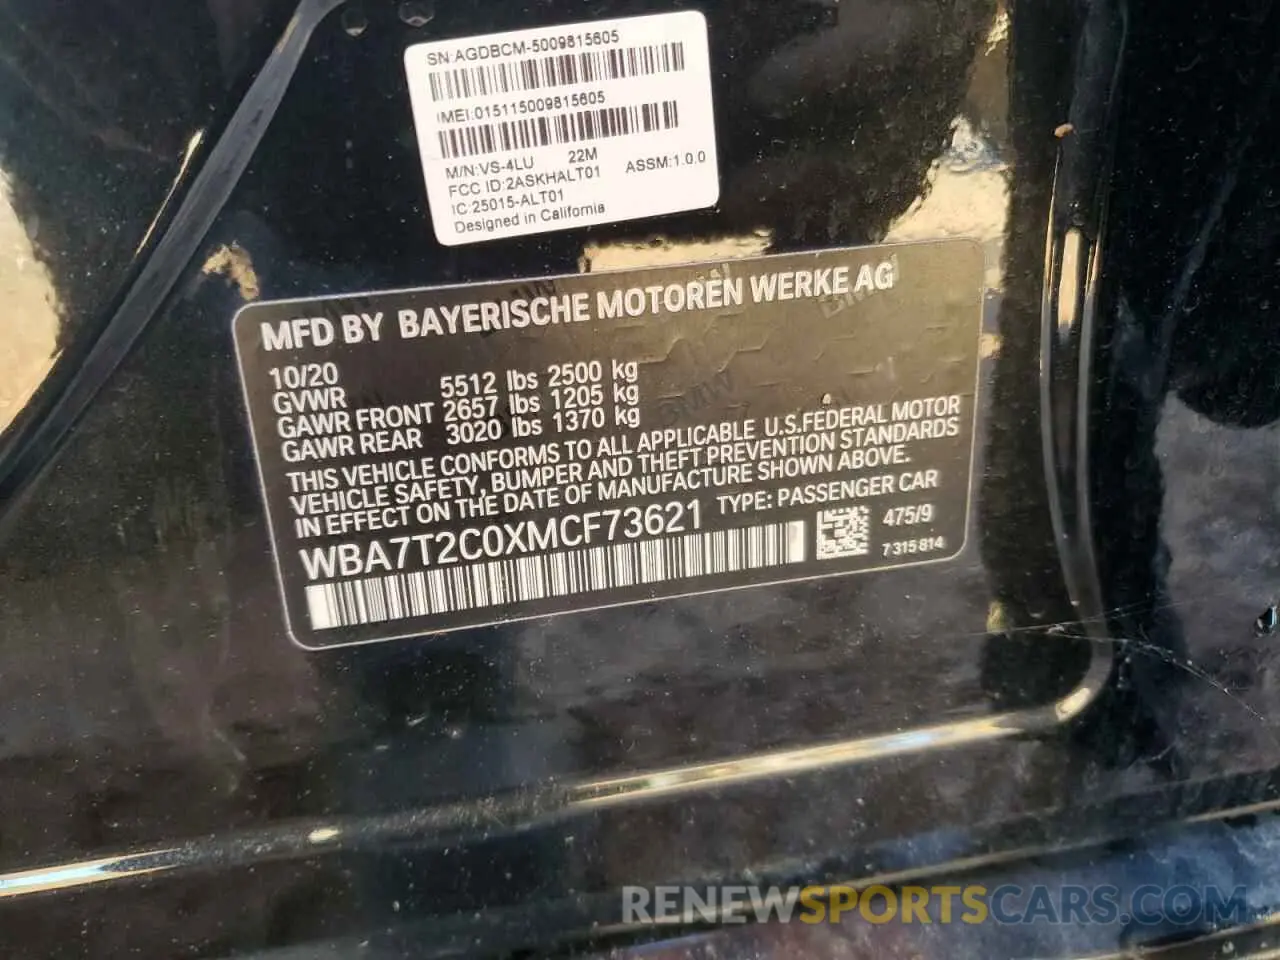 SN:AGDBCM-5009815605
IMEI:015115009815605
M/N:VS-4LU 22M
FCC ID:2ASKHALT01 ASSM:1.0.0
IC:25015-ALT01
Designed in California
MFD BY BAYERISCHE MOTOREN WERKE AG
10/20
GVWR 5512 lbs 2500 kg
GAWR FRONT 2657 lbs 1205 kg
GAWR REAR 3020 lbs 1370 kg
THIS VEHICLE CONFORMS TO ALL APPLICABLE U.S.FEDERAL MOTOR
VEHICLE SAFETY, BUMPER AND THEFT PREVENTION STANDARDS
IN EFFECT ON THE DATE OF MANUFACTURE SHOWN ABOVE.
WBA7T2C0XMCF73621 TYPE: PASSENGER CAR
475/9
7315814
RENEWSPORTSCARS.COM